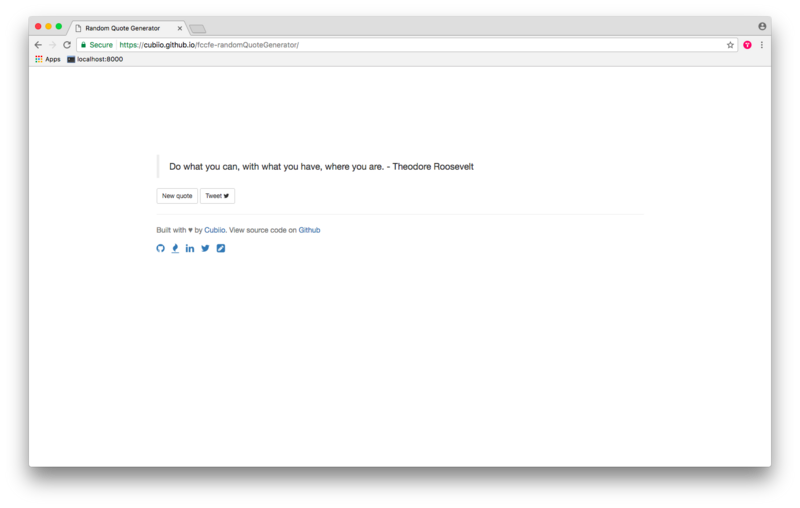 Random Quote Generator
Secure https://cubiio.github.io/fccfe-randomQuoteGenerator/
Apps localhost:8000
Do what you can, with what you have, where you are. - Theodore Roosevelt
New quote Tweet
Built with ♥ by Cubiio. View source code on Github